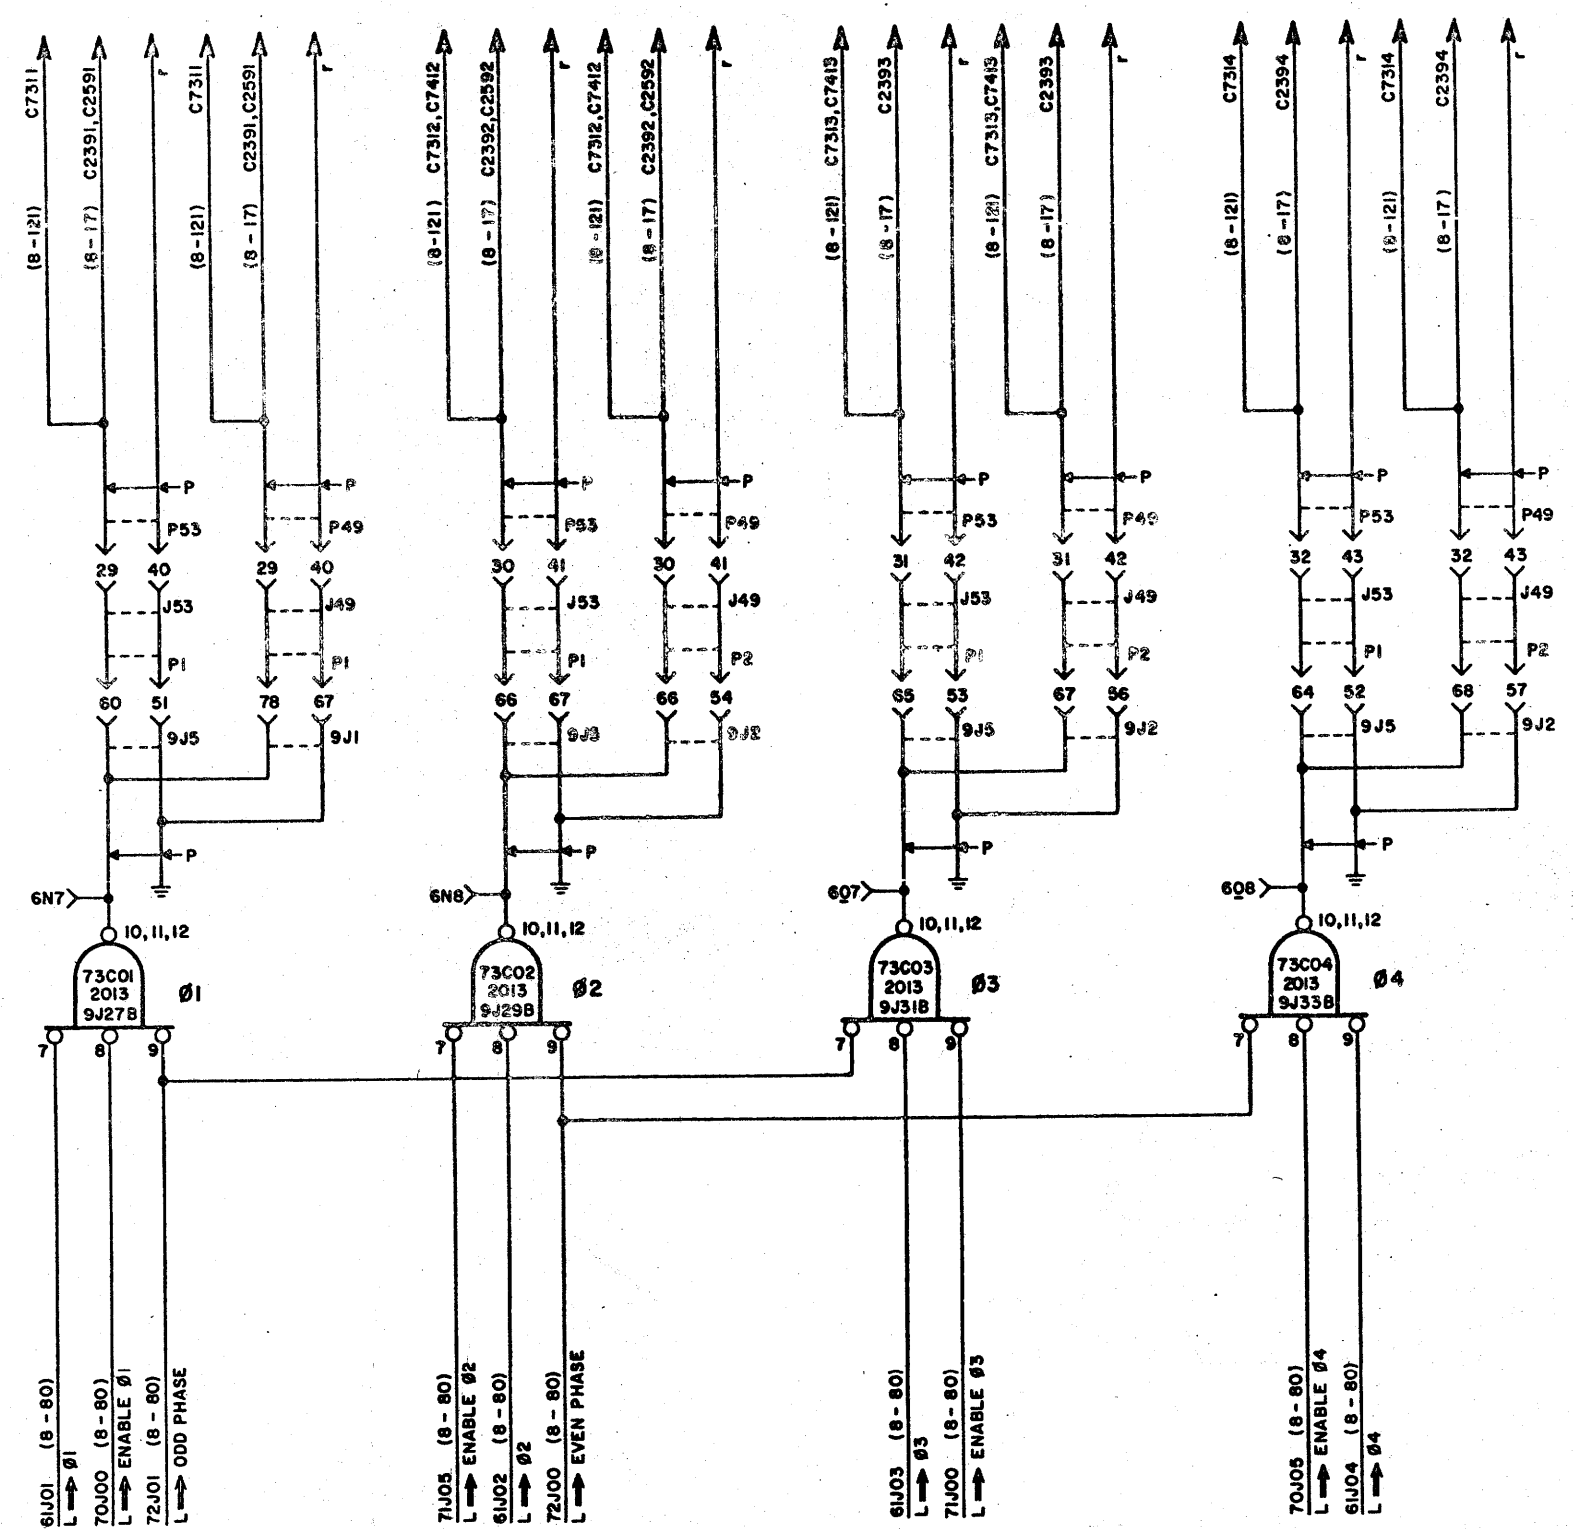 C7311
C2391,C2591
r
C7311
C2391,C2591
r
C7312,C7412
C2392,C2592
r
C7312,C7412
C2392,C2592
r
C7313,C7413
C2393
r
C7313,C7413
C2393
r
C7314
C2394
r
C7314
C2394
r
(8-121)
(8-17)
(8-121)
(8-17)
(8-121)
(8-17)
(8-121)
(8-17)
(8-121)
(8-17)
(8-121)
(8-17)
(8-121)
(8-17)
(8-121)
(8-17)
P P P P P P P P
P53 P49 P53 P49 P53 P49 P53 P49
29 40 29 40 30 41 30 41 31 42 31 42 32 43 32 43
J53 J49 J53 J49 J53 J49 J53 J49
P1 P1 P1 P2 P1 P2 P1 P2
60 51 78 67 66 67 66 54 65 53 67 56 64 52 68 57
9J5 9J1 9J2 9J5 9J2 9J5 9J2
P P P P
6N7 6N8 6O7 6O8
10,11,12 10,11,12 10,11,12 10,11,12
73C01
2013
9J27B
Ø1
73C02
2013
9J29B
Ø2
73C03
2013
9J31B
Ø3
73C04
2013
9J33B
Ø4
7 8 9 7 8 9 7 8 9 7 8 9
61J01 (8-80)
L→Ø1
70J00 (8-80)
L→ENABLE Ø1
72J01 (8-80)
L→ODD PHASE
71J05 (8-80)
L→ENABLE Ø2
61J02 (8-80)
L→Ø2
72J00 (8-80)
L→EVEN PHASE
61J03 (8-80)
L→Ø3
71J00 (8-80)
L→ENABLE Ø3
70J05 (8-80)
L→ENABLE Ø4
61J04 (8-80)
L→Ø4